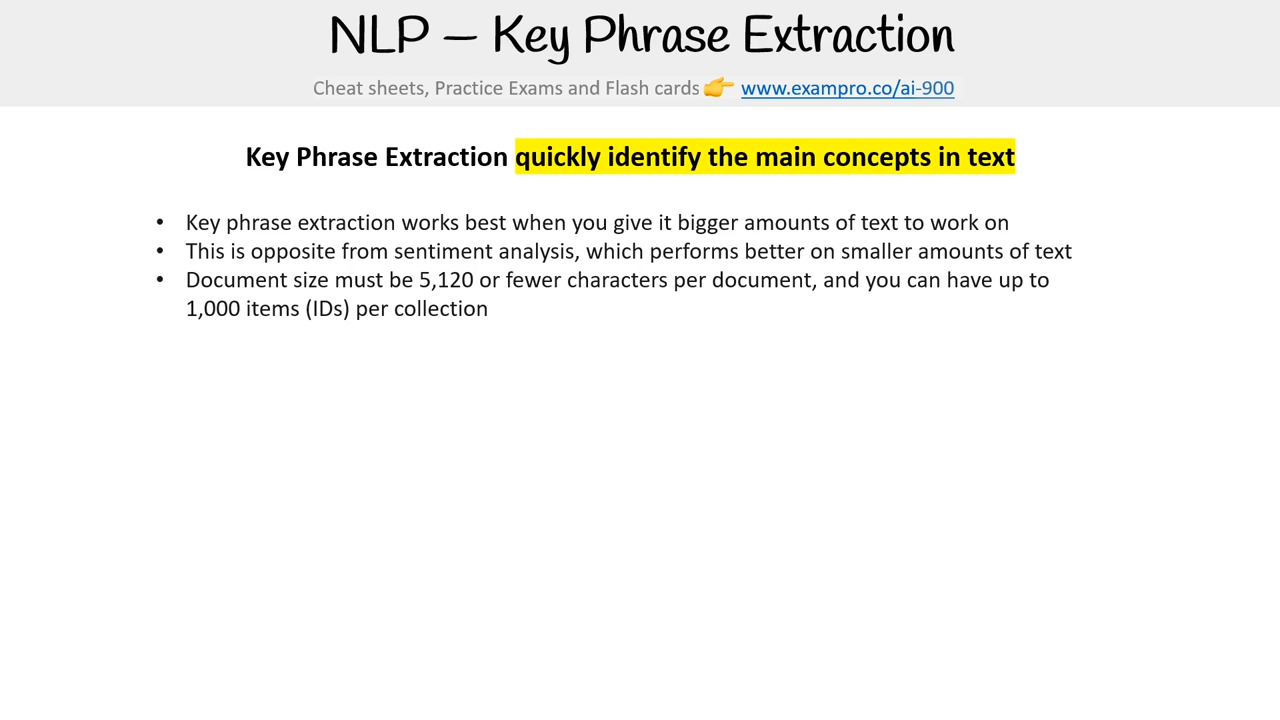 NLP – Key Phrase Extraction
Cheat sheets, Practice Exams and Flash cards 👉 www.exampro.co/ai-900
Key Phrase Extraction quickly identify the main concepts in text
• Key phrase extraction works best when you give it bigger amounts of text to work on
• This is opposite from sentiment analysis, which performs better on smaller amounts of text
• Document size must be 5,120 or fewer characters per document, and you can have up to
1,000 items (IDs) per collection